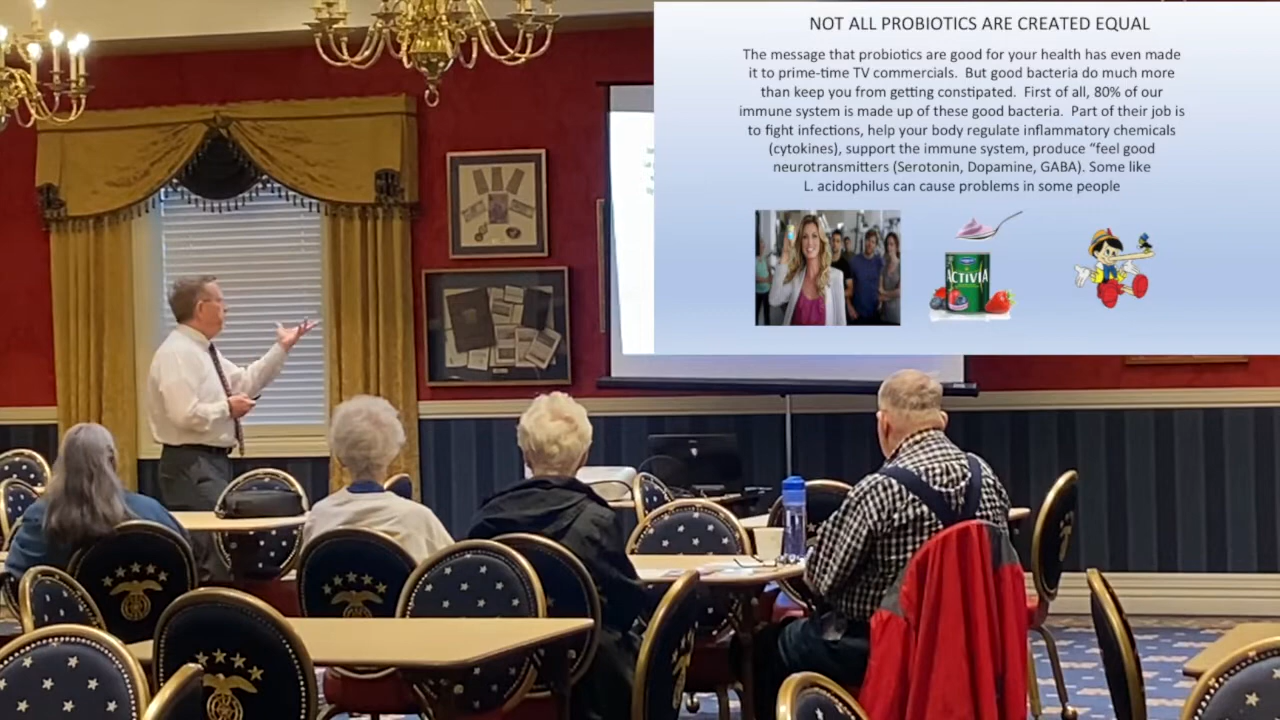 NOT ALL PROBIOTICS ARE CREATED EQUAL
The message that probiotics are good for your health has even made
it to prime-time TV commercials. But good bacteria do much more
than keep you from getting constipated. First of all, 80% of our
immune system is made up of these good bacteria. Part of their job is
to fight infections, help your body regulate inflammatory chemicals
(cytokines), support the immune system, produce “feel good
neurotransmitters (Serotonin, Dopamine, GABA). Some like
L. acidophilus can cause problems in some people
ACTIVIA